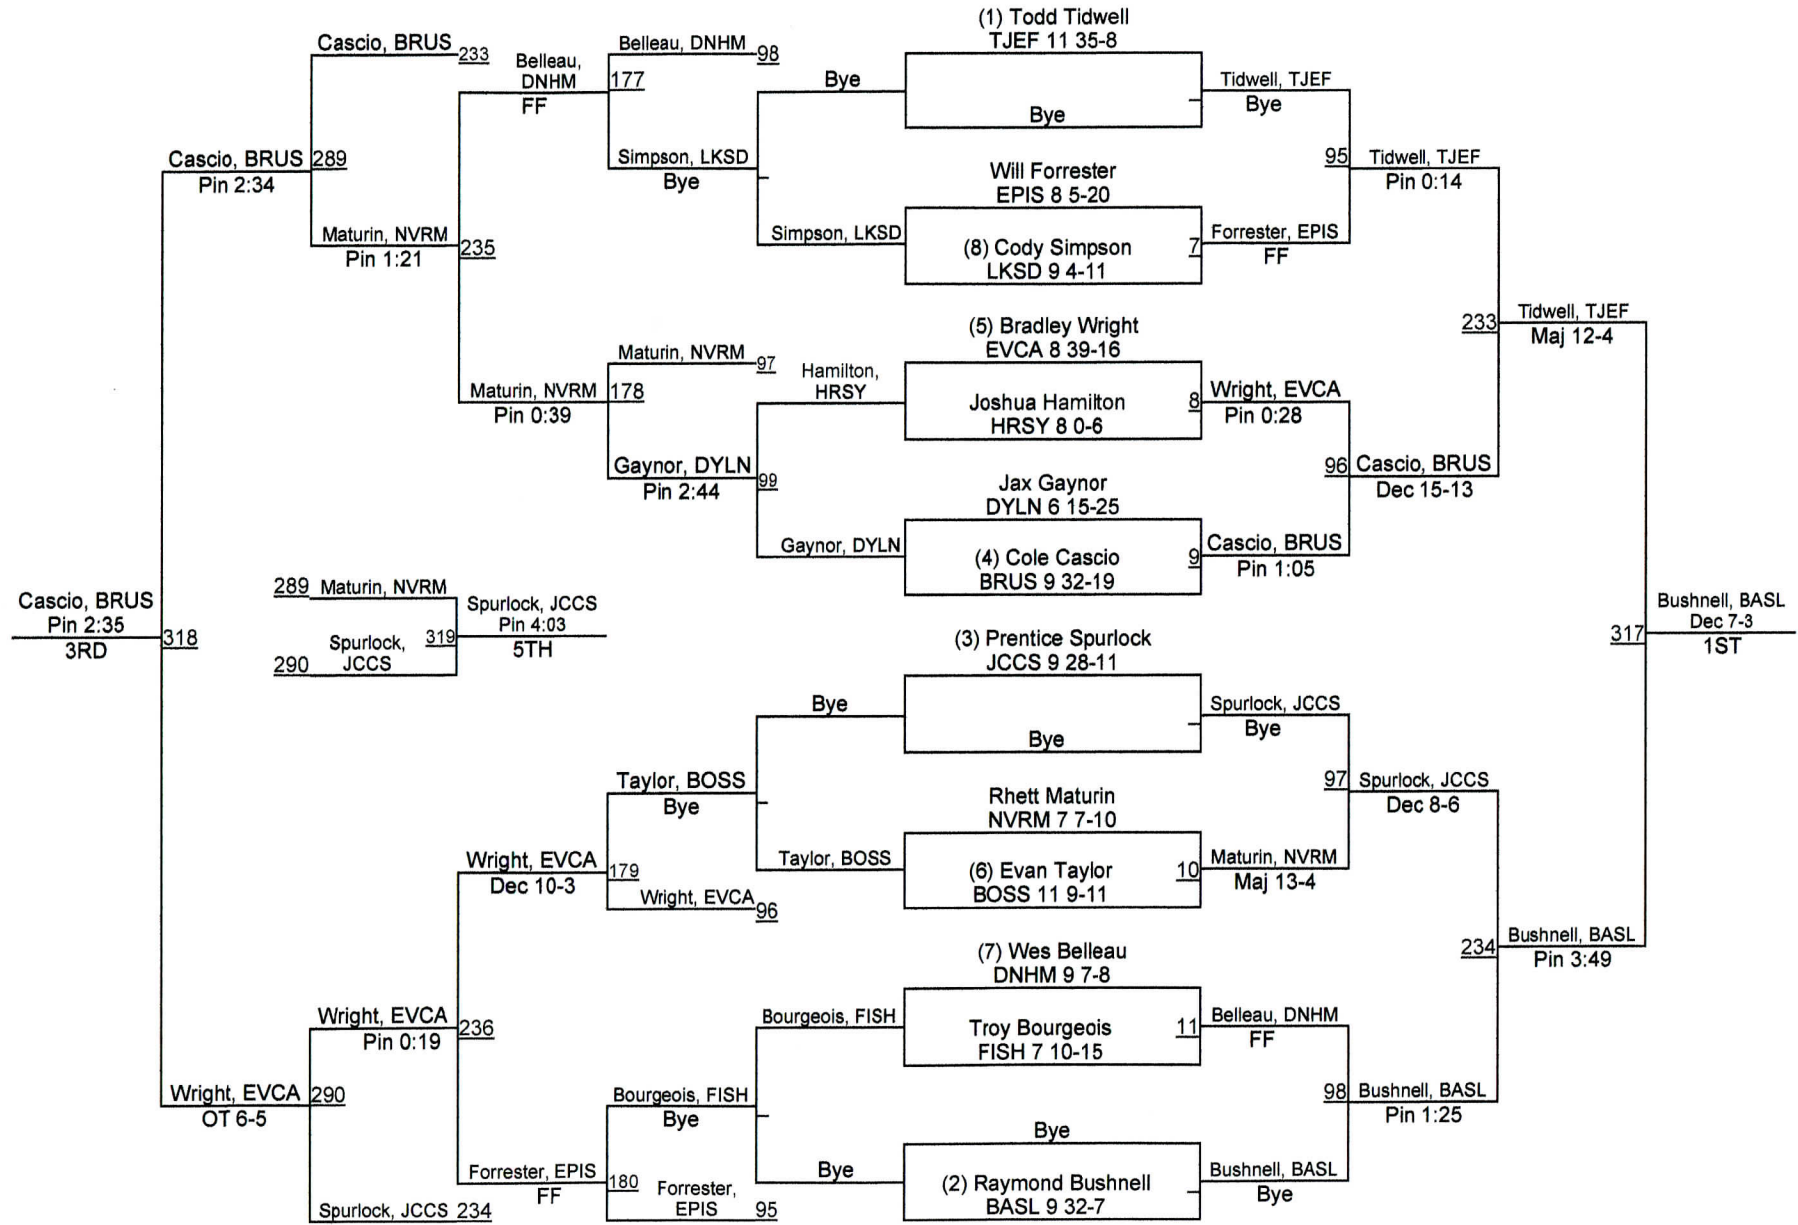 (1) Todd Tidwell
TJEF 11 35-8
Bye
Will Forrester
EPIS 8 5-20
(8) Cody Simpson
LKSD 9 4-11
7
(5) Bradley Wright
EVCA 8 39-16
Joshua Hamilton
HRSY 8 0-6
8
Jax Gaynor
DYLN 6 15-25
(4) Cole Cascio
BRUS 9 32-19
9
(3) Prentice Spurlock
JCCS 9 28-11
Bye
Rhett Maturin
NVRM 7 7-10
(6) Evan Taylor
BOSS 11 9-11
10
(7) Wes Belleau
DNHM 9 7-8
Troy Bourgeois
FISH 7 10-15
11
Bye
(2) Raymond Bushnell
BASL 9 32-7
Tidwell, TJEF
Bye
Forrester, EPIS
FF
Wright, EVCA
Pin 0:28
Cascio, BRUS
Pin 1:05
Spurlock, JCCS
Bye
Maturin, NVRM
Maj 13-4
Belleau, DNHM
FF
Bushnell, BASL
Bye
95
Tidwell, TJEF
Pin 0:14
96
Cascio, BRUS
Dec 15-13
97
Spurlock, JCCS
Dec 8-6
98
Bushnell, BASL
Pin 1:25
233
Tidwell, TJEF
Maj 12-4
234
Bushnell, BASL
Pin 3:49
317
Bushnell, BASL
Dec 7-3
1ST
Bye
Simpson, LKSD
Hamilton,
HRSY
Gaynor, DYLN
Bye
Taylor, BOSS
Bourgeois, FISH
Bye
Belleau, DNHM
98
Simpson, LKSD
Bye
Maturin, NVRM
97
Gaynor, DYLN
Pin 2:44
99
Taylor, BOSS
Bye
Wright, EVCA
96
Bourgeois, FISH
Bye
Forrester,
EPIS
95
Belleau,
DNHM
FF
177
Maturin, NVRM
Pin 0:39
178
Wright, EVCA
Dec 10-3
179
Forrester, EPIS
FF
180
Cascio, BRUS
233
Maturin, NVRM
Pin 1:21
235
Wright, EVCA
Pin 0:19
236
Spurlock, JCCS
234
Cascio, BRUS
Pin 2:34
289
Wright, EVCA
OT 6-5
290
Cascio, BRUS
Pin 2:35
3RD
318
289
Maturin, NVRM
Spurlock,
JCCS
290
319
Spurlock, JCCS
Pin 4:03
5TH